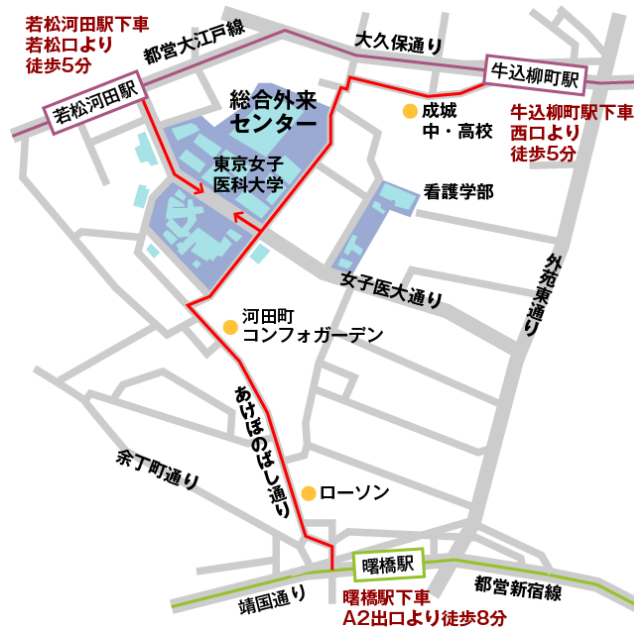 若松河田駅下車
若松口より
徒歩5分
都営大江戸線
大久保通り
若松河田駅
牛込柳町駅
総合外来
センター
成城
中・高校
牛込柳町駅下車
西口より
徒歩5分
東京女子
医科大学
看護学部
女子医大通り
外苑東通り
河田町
コンフォガーデン
あけぼのばし通り
余丁町通り
ローソン
曙橋駅
靖国通り
都営新宿線
曙橋駅下車
A2出口より徒歩8分